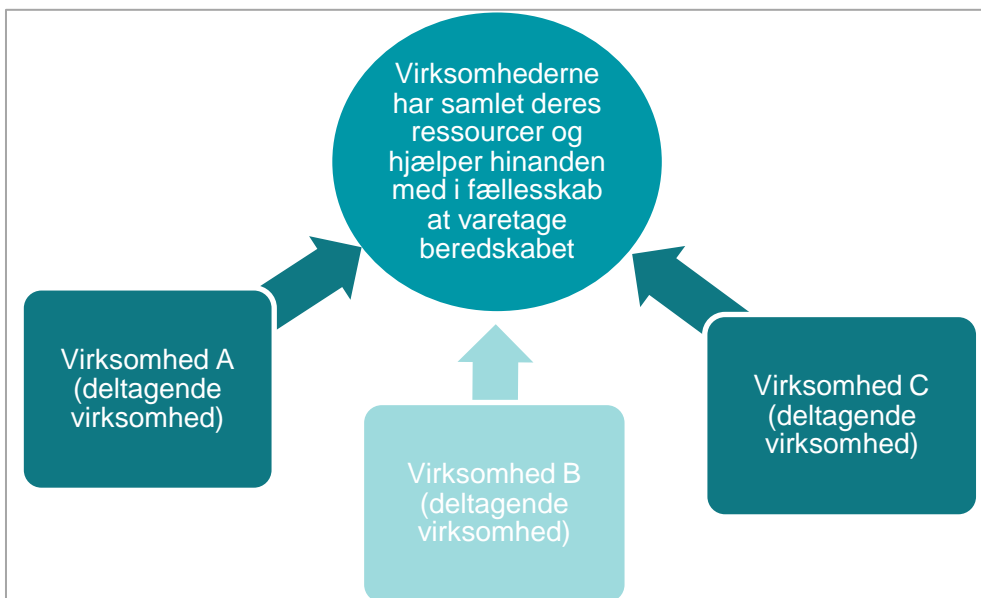 Virksomhederne
har samlet deres
ressourcer og
hjælper hinanden
med i fællesskab
at varetage
beredskabet
Virksomhed A
(deltagende
virksomhed)
Virksomhed B
(deltagende
virksomhed)
Virksomhed C
(deltagende
virksomhed)